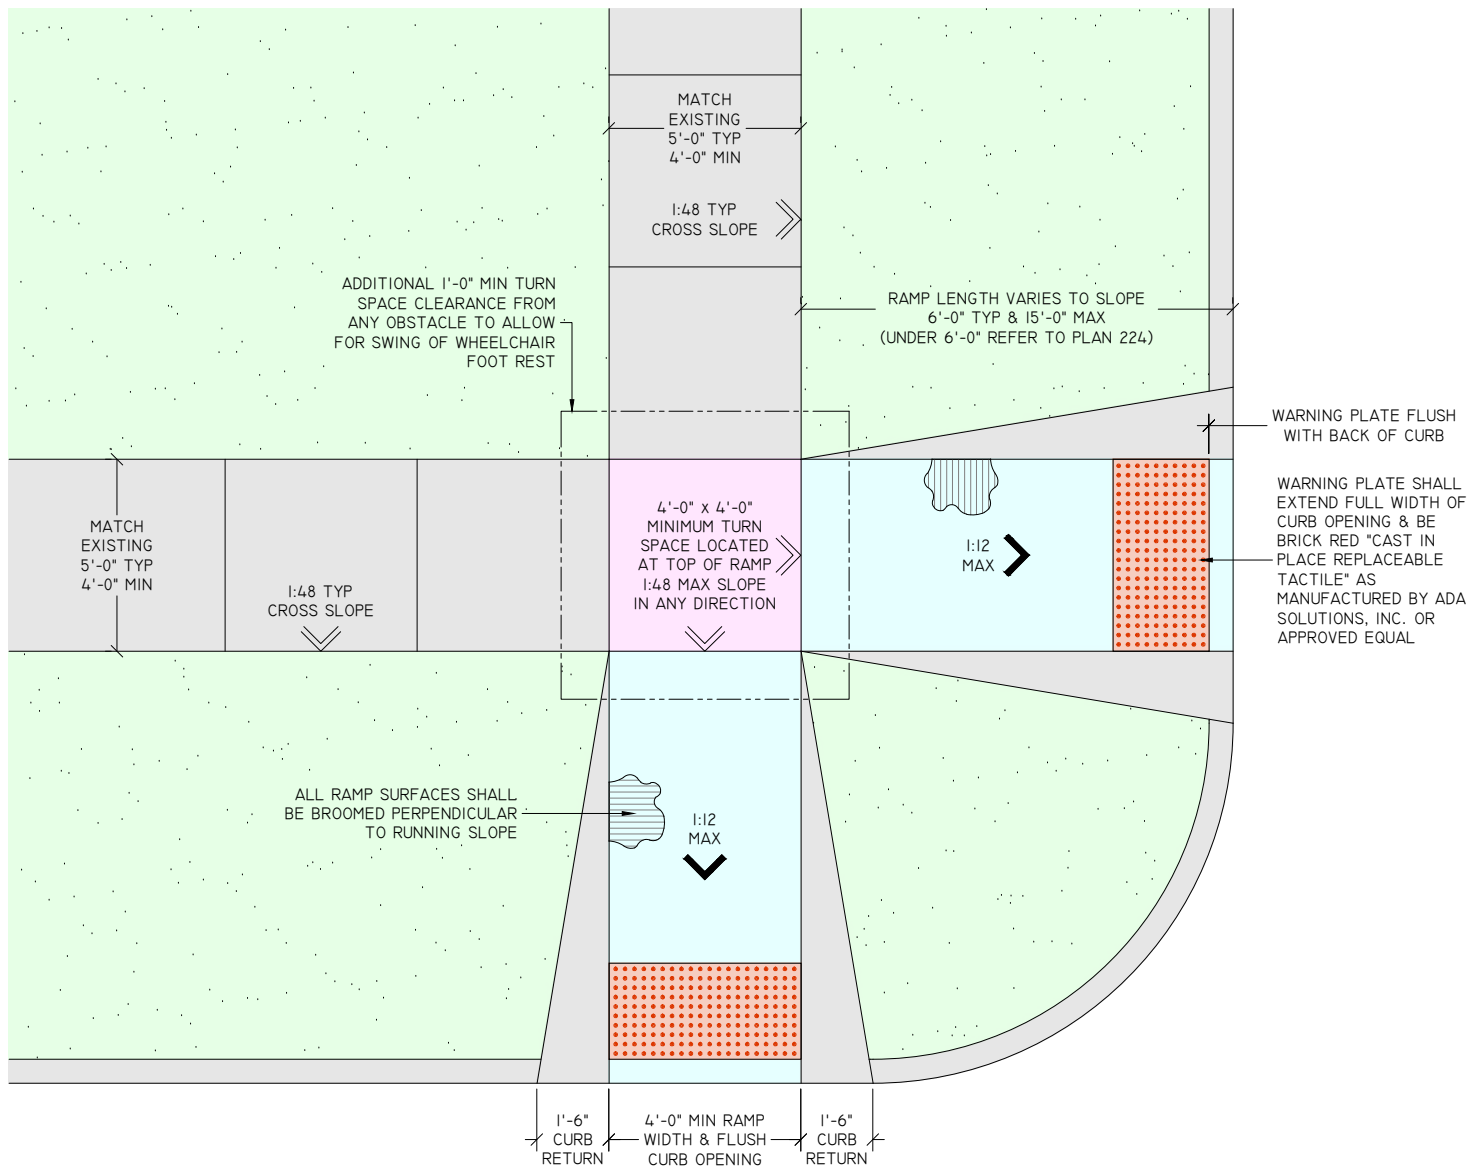 MATCH
EXISTING
5'-0" TYP
4'-0" MIN
1:48 TYP
CROSS SLOPE
ADDITIONAL 1'-0" MIN TURN
SPACE CLEARANCE FROM
ANY OBSTACLE TO ALLOW
FOR SWING OF WHEELCHAIR
FOOT REST
RAMP LENGTH VARIES TO SLOPE
6'-0" TYP & 15'-0" MAX
(UNDER 6'-0" REFER TO PLAN 224)
WARNING PLATE FLUSH
WITH BACK OF CURB
WARNING PLATE SHALL
EXTEND FULL WIDTH OF
CURB OPENING & BE
BRICK RED "CAST IN
PLACE REPLACEABLE
TACTILE" AS
MANUFACTURED BY ADA
SOLUTIONS, INC. OR
APPROVED EQUAL
MATCH
EXISTING
5'-0" TYP
4'-0" MIN
1:48 TYP
CROSS SLOPE
4'-0" x 4'-0"
MINIMUM TURN
SPACE LOCATED
AT TOP OF RAMP
1:48 MAX SLOPE
IN ANY DIRECTION
1:12
MAX
ALL RAMP SURFACES SHALL
BE BROOMED PERPENDICULAR
TO RUNNING SLOPE
1:12
MAX
1'-6"
CURB
RETURN
4'-0" MIN RAMP
WIDTH & FLUSH
CURB OPENING
1'-6"
CURB
RETURN